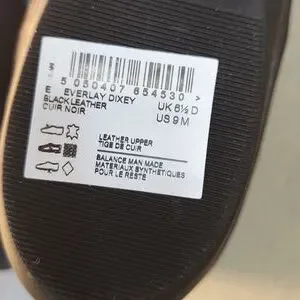 5 050407 654530 >
E EVERLAY DIXEY UK 6½ D
BLACK LEATHER
CUIR NOIR US 9 M
LEATHER UPPER
TIGE DE CUIR
BALANCE MAN MADE
MATERIAUX SYNTHETIQUES
POUR LE RESTE